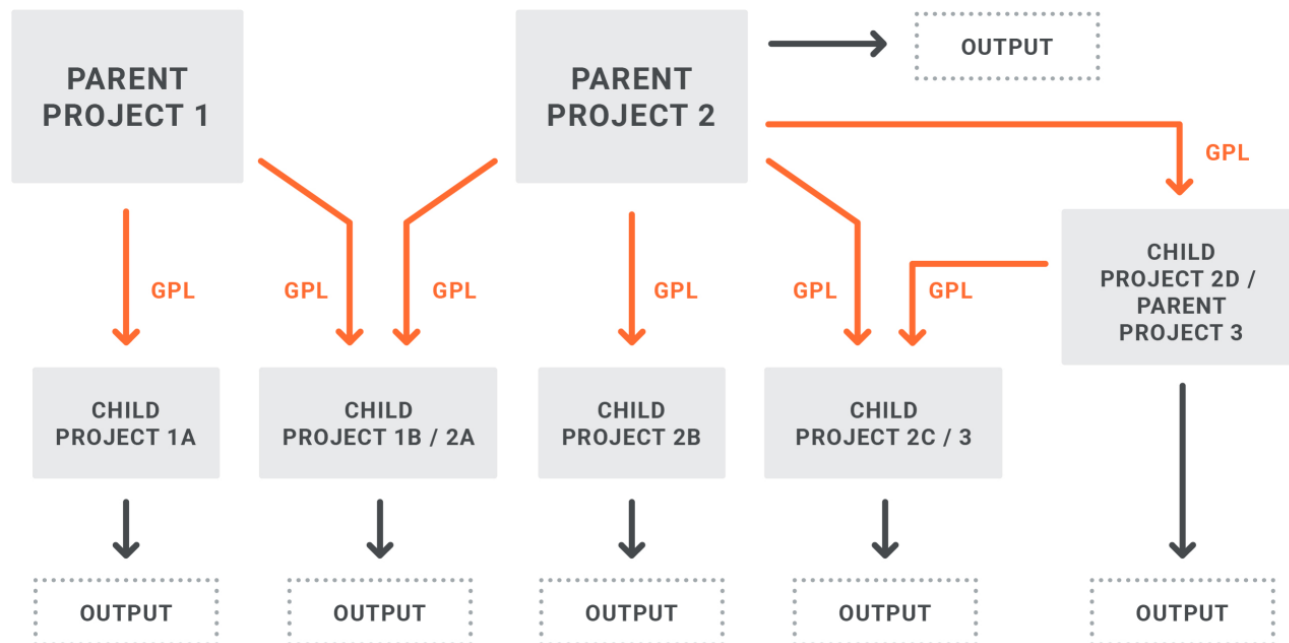 PARENT
PROJECT 1
PARENT
PROJECT 2
OUTPUT
GPL
GPL
GPL
GPL
GPL
GPL
GPL
CHILD
PROJECT 2D /
PARENT
PROJECT 3
CHILD
PROJECT 1A
CHILD
PROJECT 1B / 2A
CHILD
PROJECT 2B
CHILD
PROJECT 2C / 3
OUTPUT
OUTPUT
OUTPUT
OUTPUT
OUTPUT